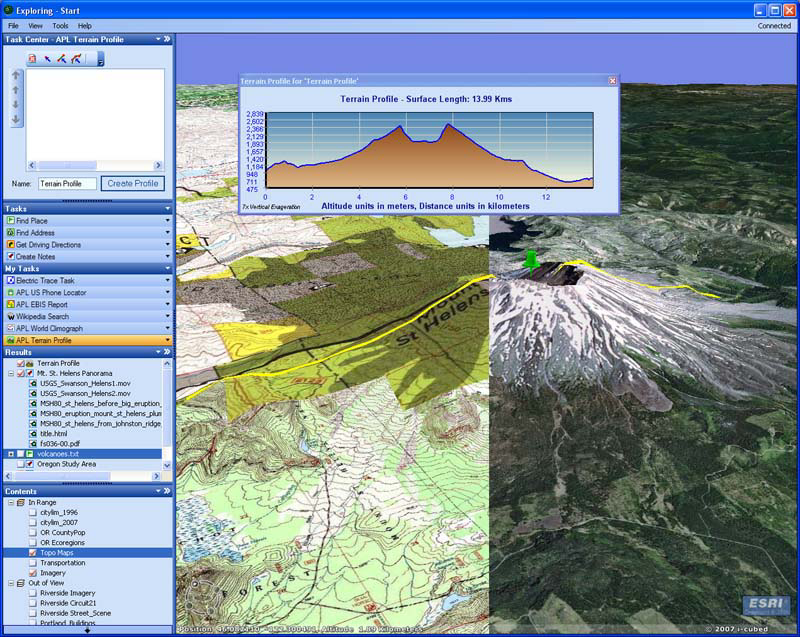 Exploring - Start
File View Tools Help
Connected
Task Center - APL Terrain Profile
Name: Terrain Profile Create Profile
Tasks
Find Place
Find Address
Get Driving Directions
Create Notes
My Tasks
Electric Trace Task
APL US Phone Locator
APL EBIS Report
Wikipedia Search
APL World Climograph
APL Terrain Profile
Results
Terrain Profile
Mt. St. Helens Panorama
USGS_Swanson_Helens1.mov
USGS_Swanson_Helens2.mov
MSH80_st_helens_before_big_eruption_
MSH80_eruption_mount_st_helens_plum
MSH80_st_helens_from_johnston_ridge_
title.html
fs036-00.pdf
volcanoes.txt
Oregon Study Area
Contents
In Range
citylim_1996
citylim_2007
OR CountyPop
OR Ecoregions
Topo Maps
Transportation
Imagery
Out of View
Riverside Imagery
Riverside Circuit21
Riverside Street_Scene
Portland_Buildings
Terrain Profile for 'Terrain Profile'
Terrain Profile - Surface Length: 13.99 Kms
2,839
2,602
2,366
2,129
1,893
1,657
1,420
1,184
948
711
475
0 2 4 6 8 10 12
7x Vertical Exageration
Altitude units in meters, Distance units in kilometers
CT
Mount
St Helens
FOREST
ESRI
© 2007 i-cubed